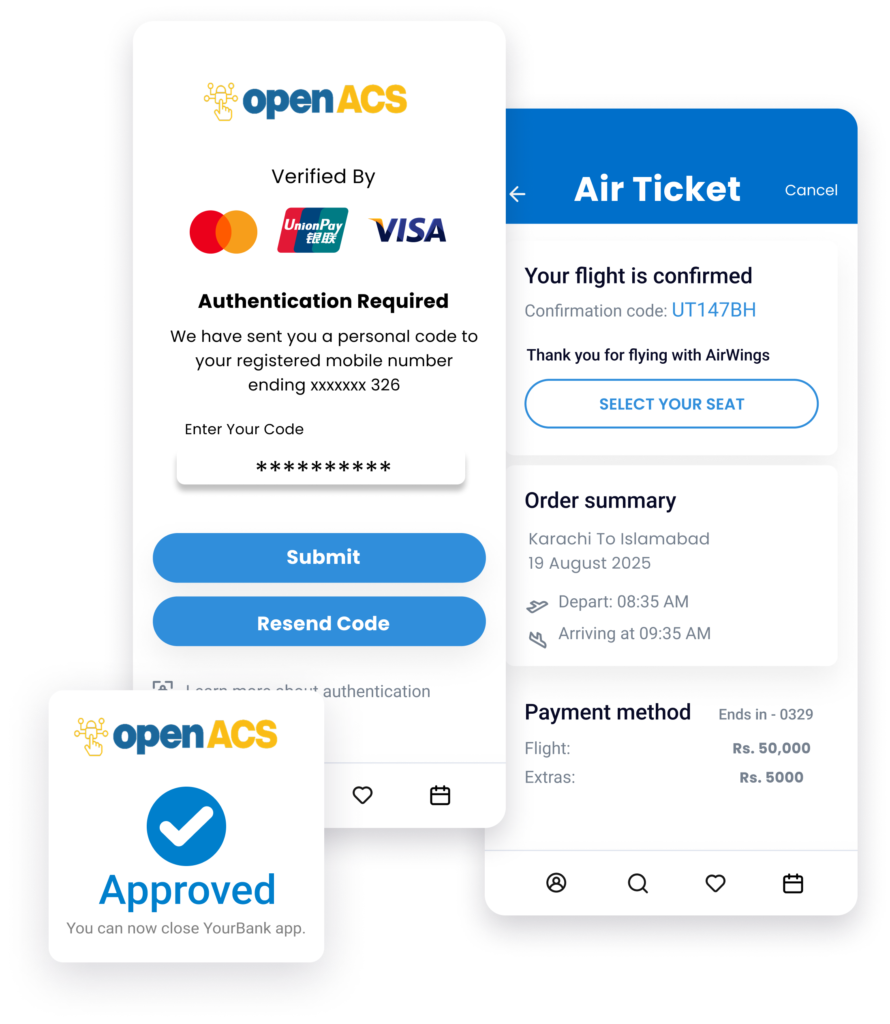 openACS
Verified By
UnionPay
银联
VISA
Authentication Required
We have sent you a personal code to
your registered mobile number
ending xxxxxxx 326
Enter Your Code
**********
Submit
Resend Code
Learn more about authentication
Air Ticket
Cancel
Your flight is confirmed
Confirmation code: UT147BH
Thank you for flying with AirWings
SELECT YOUR SEAT
Order summary
Karachi To Islamabad
19 August 2025
Depart: 08:35 AM
Arriving at 09:35 AM
Payment method Ends in - 0329
Flight: Rs. 50,000
Extras: Rs. 5000
openACS
Approved
You can now close YourBank app.